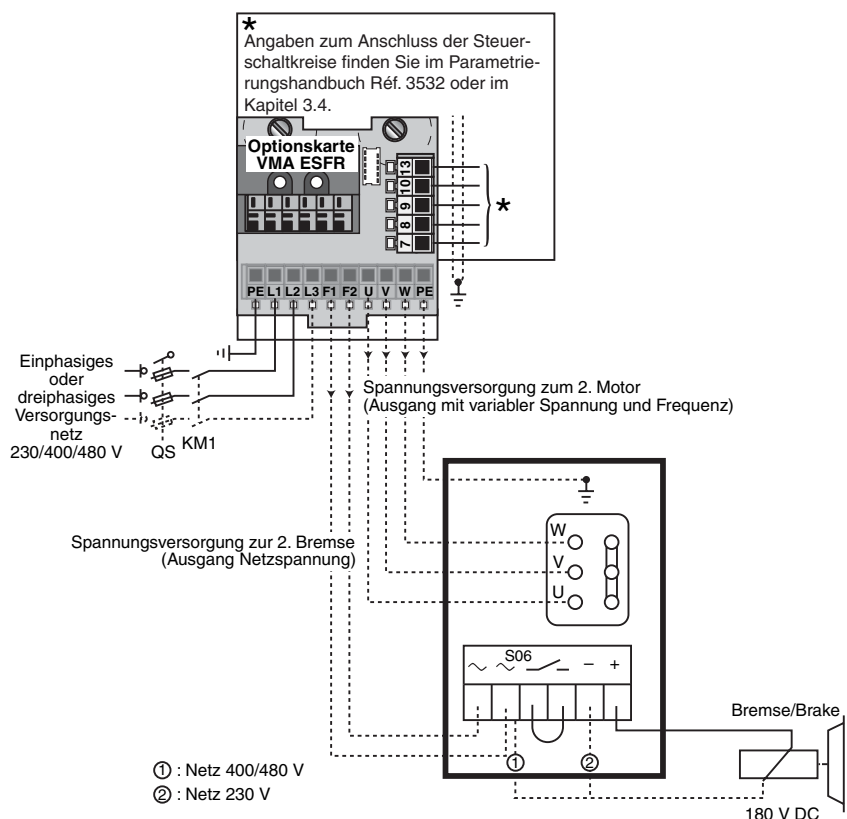 *
Angaben zum Anschluss der Steuer-
schaltkreise finden Sie im Parametrie-
rungshandbuch Réf. 3532 oder im
Kapitel 3.4.
Optionskarte
VMA ESFR
13
10
9
8
7
*
PE L1 L2 L3 F1 F2 U V W PE
Einphasiges
oder
dreiphasiges
Versorgungs-
netz
230/400/480 V
QS
KM1
Spannungsversorgung zum 2. Motor
(Ausgang mit variabler Spannung und Frequenz)
Spannungsversorgung zur 2. Bremse
(Ausgang Netzspannung)
W
V
U
S06
~ ~ − +
Bremse/Brake
① : Netz 400/480 V
② : Netz 230 V
① ②
180 V DC